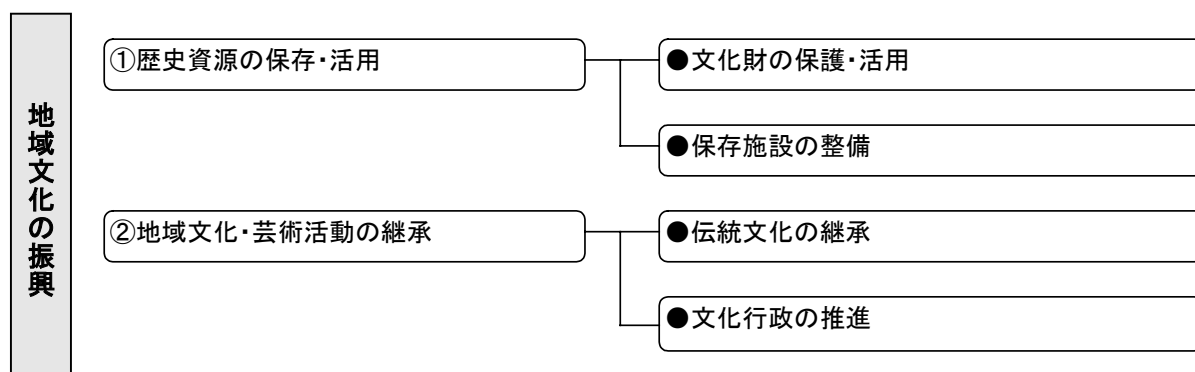 地域文化の振興
①歴史資源の保存・活用
●文化財の保護・活用
●保存施設の整備
②地域文化・芸術活動の継承
●伝統文化の継承
●文化行政の推進